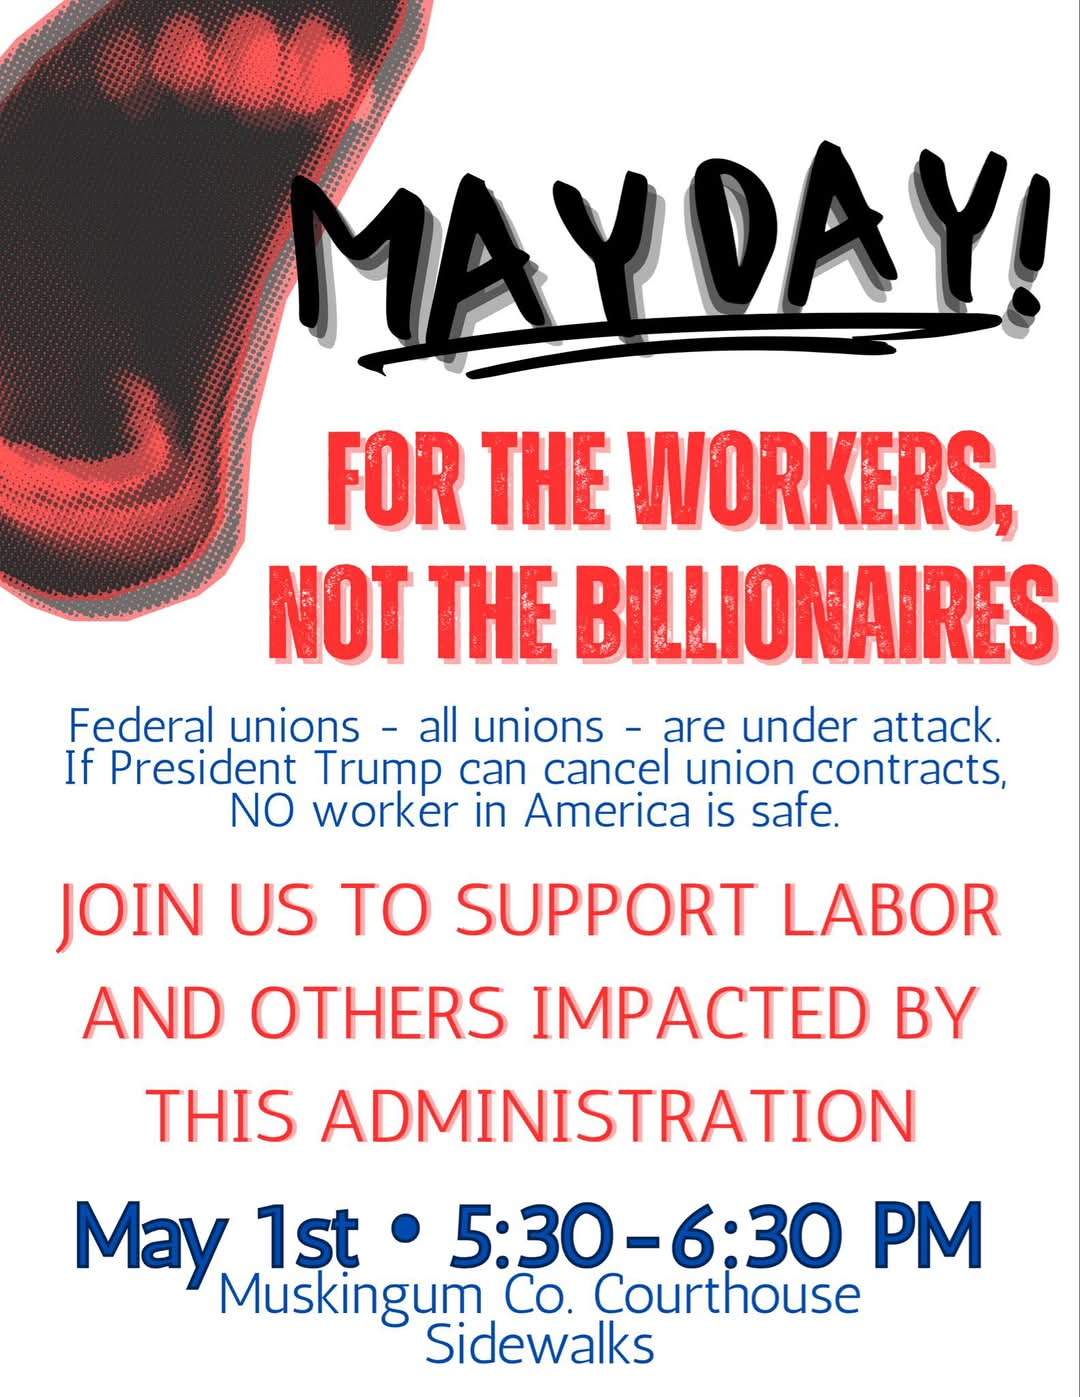 MAYDAY!
FOR THE WORKERS,
NOT THE BILLIONAIRES
Federal unions - all unions - are under attack.
If President Trump can cancel union contracts,
NO worker in America is safe.
JOIN US TO SUPPORT LABOR
AND OTHERS IMPACTED BY
THIS ADMINISTRATION
May 1st • 5:30-6:30 PM
Muskingum Co. Courthouse
Sidewalks